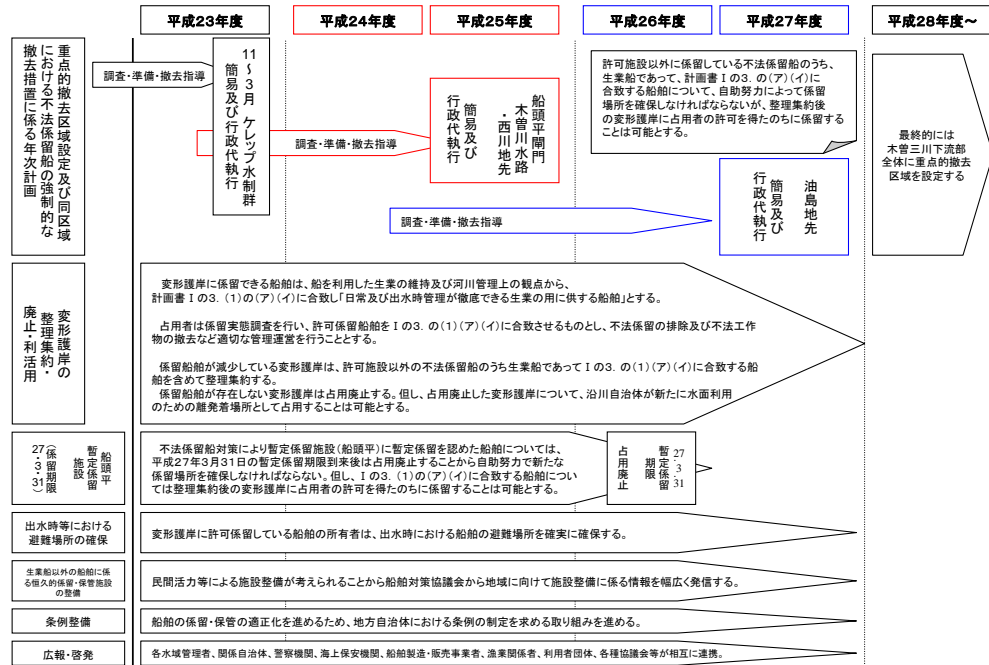 平成23年度
平成24年度
平成25年度
平成26年度
平成27年度
平成28年度～
重点的撤去区域設定及び同区域
における不法係留船の強制的な
撤去措置に係る年次計画
調査・準備・撤去指導
11～3月 ケレップ水制群
簡易及び行政代執行
調査・準備・撤去指導
船頭平閘門
木曽川水路
・西川地先
簡易及び
行政代執行
許可施設以外に係留している不法係留船のうち、
生業船であって、計画書Ⅰの3. の(ア)(イ)に
合致する船舶について、自助努力によって係留
場所を確保しなければならないが、整理集約後
の変形護岸に占用者の許可を得たのちに係留する
ことは可能とする。
調査・準備・撤去指導
油島地先
簡易及び
行政代執行
最終的には
木曽三川下流部
全体に重点的撤去
区域を設定する
変形護岸の
整理集約・
廃止・利活用
変形護岸に係留できる船舶は、船を利用した生業の維持及び河川管理上の観点から、
計画書Ⅰの3. (1)の(ア)(イ)に合致し「日常及び出水時管理が徹底できる生業の用に供する船舶」とする。
占用者は係留実態調査を行い、許可係留船舶をⅠの3. の(1)(ア)(イ)に合致させるものとし、不法係留の排除及び不法工作
物の撤去など適切な管理運営を行うこととする。
係留船舶が減少している変形護岸は、許可施設以外の不法係留船のうち生業船であってⅠの3. の(1)(ア)(イ)に合致する船
舶を含めて整理集約する。
係留船舶が存在しない変形護岸は占用廃止する。但し、占用廃止した変形護岸について、沿川自治体が新たに水面利用
のための離発着場所として占用することは可能とする。
船頭平
暫定係留
施設
(係留期限
27・3・31)
不法係留船対策により暫定係留施設(船頭平)に暫定係留を認めた船舶については、
平成27年3月31日の暫定係留期限到来後は占用廃止することから自助努力で新たな
係留場所を確保しなければならない。但し、Ⅰの3. (1)の(ア)(イ)に合致する船舶につい
ては整理集約後の変形護岸に占用者の許可を得たのちに係留することは可能とする。
27・3・31
暫定係留
期限
占用廃止
出水時等における
避難場所の確保
変形護岸に許可係留している船舶の所有者は、出水時における船舶の避難場所を確実に確保する。
生業船以外の船舶に係
る恒久的係留・保管施設
の整備
民間活力等による施設整備が考えられることから船舶対策協議会から地域に向けて施設整備に係る情報を幅広く発信する。
条例整備
船舶の係留・保管の適正化を進めるため、地方自治体における条例の制定を求める取り組みを進める。
広報・啓発
各水域管理者、関係自治体、警察機関、海上保安機関、船舶製造・販売事業者、漁業関係者、利用者団体、各種協議会等が相互に連携。